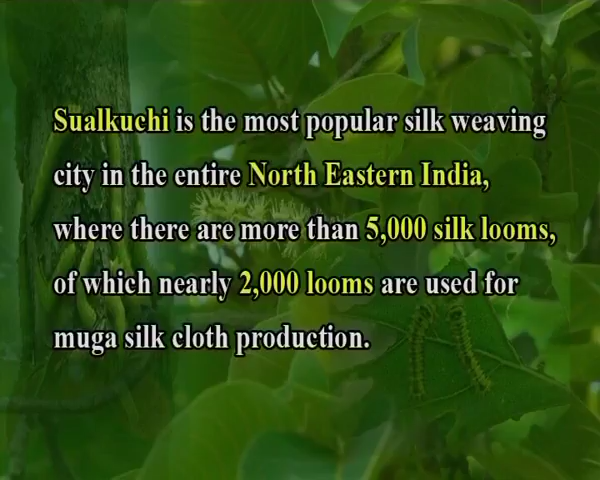 Sualkuchi is the most popular silk weaving
city in the entire North Eastern India,
where there are more than 5,000 silk looms,
of which nearly 2,000 looms are used for
muga silk cloth production.